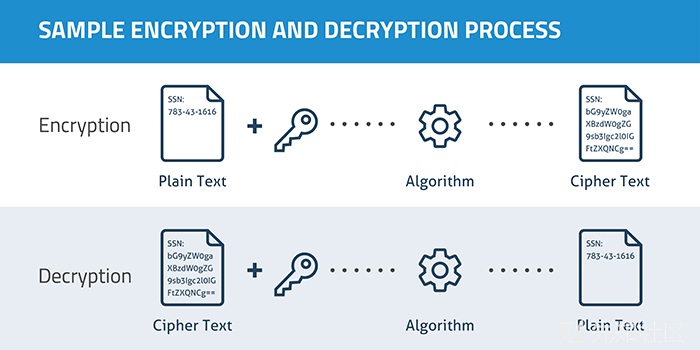 SAMPLE ENCRYPTION AND DECRYPTION PROCESS
Encryption
SSN:
783-43-1616
+
SSN:
bG9yZW0ga
XBzdW0gZG
9sb3Igc2l0IG
FtZXQNCg==
Plain Text
Algorithm
Cipher Text
Decryption
SSN:
bG9yZW0ga
XBzdW0gZG
9sb3Igc2l0IG
FtZXQNCg==
+
SSN:
783-43-1616
Cipher Text
Algorithm
Plain Text